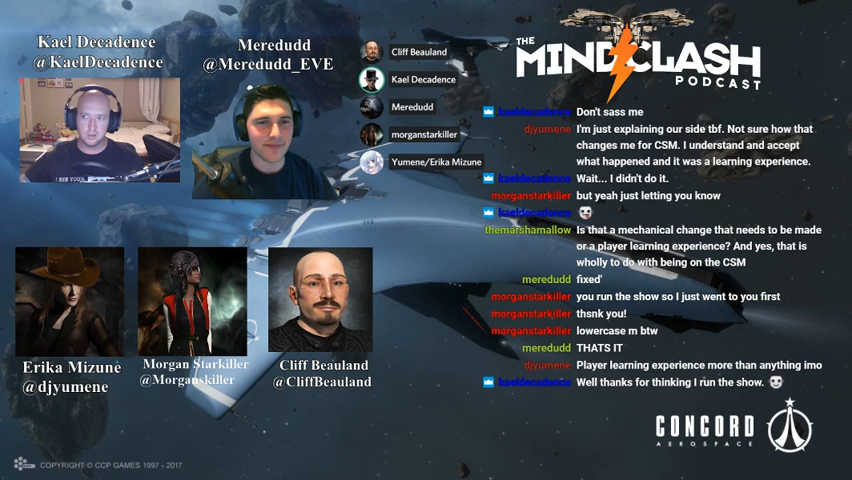 Kael Decadence
@KaelDecadence
Meredudd
@Meredudd_EVE
Cliff Beauland
Kael Decadence
Meredudd
morganstarkiller
Yumene/Erika Mizune
THE
MINDCLASH
PODCAST
kaeldecadence Don't sass me
djyumene I'm just explaining our side tbf. Not sure how that
changes me for CSM. I understand and accept
what happened and it was a learning experience.
kaeldecadence Wait... I didn't do it.
morganstarkiller but yeah just letting you know
kaeldecadence
themarshamallow Is that a mechanical change that needs to be made
or a player learning experience? And yes, that is
wholly to do with being on the CSM
meredudd fixed'
morganstarkiller you run the show so I just went to you first
morganstarkiller thsnk you!
morganstarkiller lowercase m btw
meredudd THATS IT
djyumene Player learning experience more than anything imo
kaeldecadence Well thanks for thinking I run the show.
Erika Mizune
@djyumene
Morgan Starkiller
@Morganskiller
Cliff Beauland
@CliffBeauland
CONCORD
AEROSPACE
COPYRIGHT © CCP GAMES 1997 - 2017